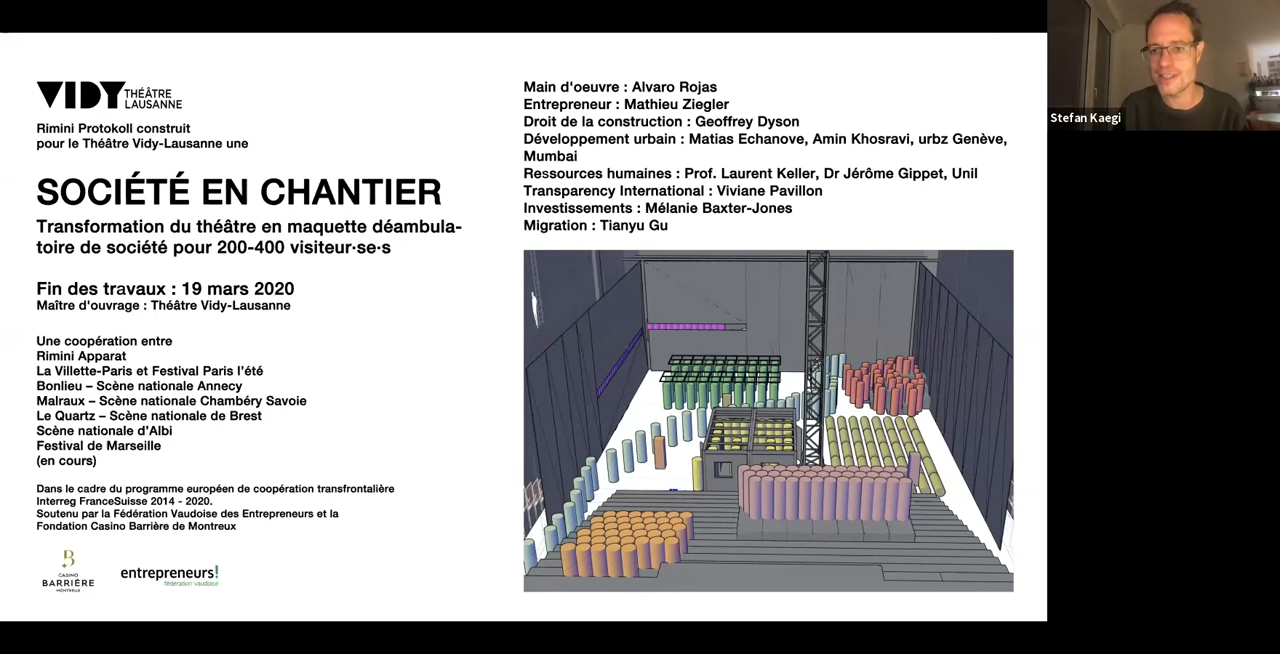 VIDY THÉÂTRE
LAUSANNE
Rimini Protokoll construit
pour le Théâtre Vidy-Lausanne une
SOCIÉTÉ EN CHANTIER
Transformation du théâtre en maquette déambula-
toire de société pour 200-400 visiteur·se·s
Fin des travaux : 19 mars 2020
Maître d'ouvrage : Théâtre Vidy-Lausanne
Une coopération entre
Rimini Apparat
La Villette-Paris et Festival Paris l'été
Bonlieu – Scène nationale Annecy
Malraux – Scène nationale Chambéry Savoie
Le Quartz – Scène nationale de Brest
Scène nationale d'Albi
Festival de Marseille
(en cours)
Dans le cadre du programme européen de coopération transfrontalière
Interreg FranceSuisse 2014 - 2020.
Soutenu par la Fédération Vaudoise des Entrepreneurs et la
Fondation Casino Barrière de Montreux
B
CASINO
BARRIÈRE
MONTREUX
entrepreneurs!
fédération vaudoise
Main d'oeuvre : Alvaro Rojas
Entrepreneur : Mathieu Ziegler
Droit de la construction : Geoffrey Dyson
Développement urbain : Matias Echanove, Amin Khosravi, urbz Genève,
Mumbai
Ressources humaines : Prof. Laurent Keller, Dr Jérôme Gippet, Unil
Transparency International : Viviane Pavillon
Investissements : Mélanie Baxter-Jones
Migration : Tianyu Gu
Stefan Kaegi